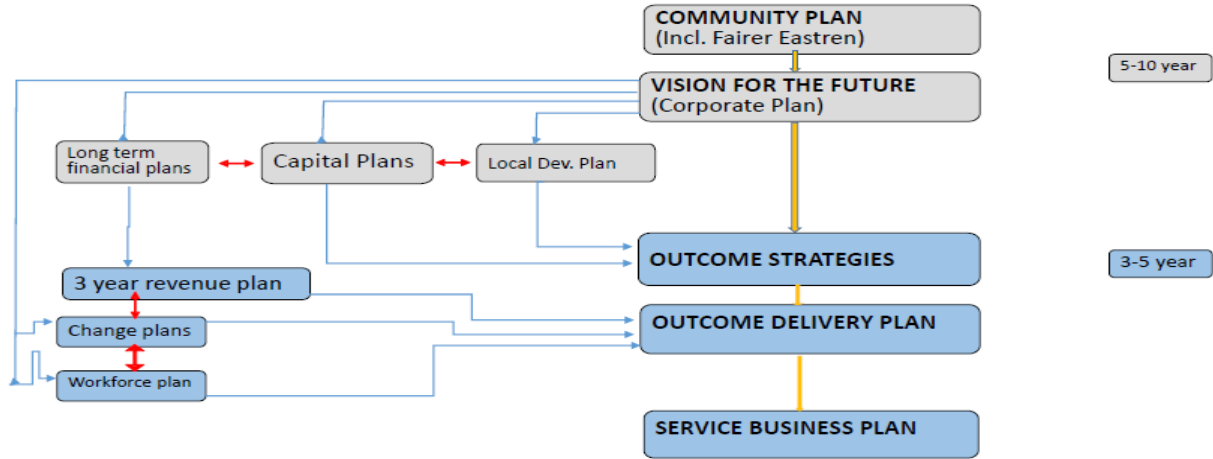 COMMUNITY PLAN
(Incl. Fairer Eastren)
5-10 year
VISION FOR THE FUTURE
(Corporate Plan)
Long term
financial plans
Capital Plans
Local Dev. Plan
OUTCOME STRATEGIES
3-5 year
3 year revenue plan
OUTCOME DELIVERY PLAN
Change plans
Workforce plan
SERVICE BUSINESS PLAN